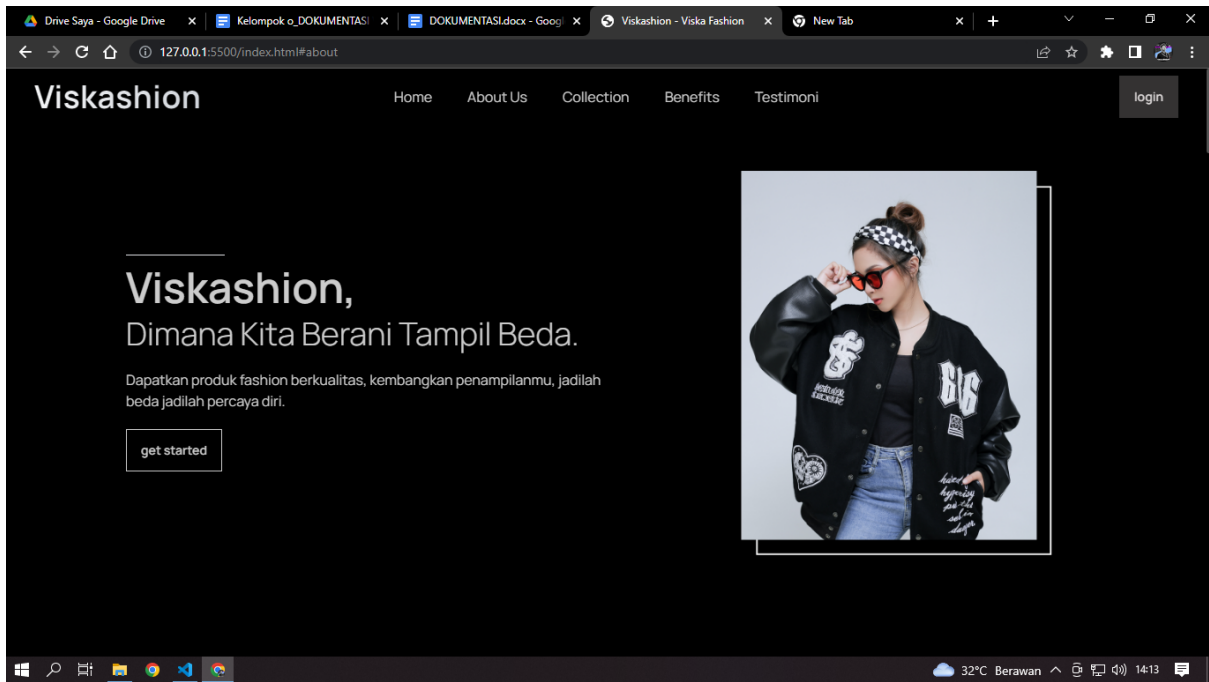 Drive Saya - Google Drive
Kelompok o_DOKUMENTASI
DOKUMENTASI.docx - Googl
Viskashion - Viska Fashion
New Tab
127.0.0.1:5500/index.html#about
Viskashion
Home
About Us
Collection
Benefits
Testimoni
login
Viskashion,
Dimana Kita Berani Tampil Beda.
Dapatkan produk fashion berkualitas, kembangkan penampilanmu, jadilah
beda jadilah percaya diri.
get started
32°C Berawan
14:13